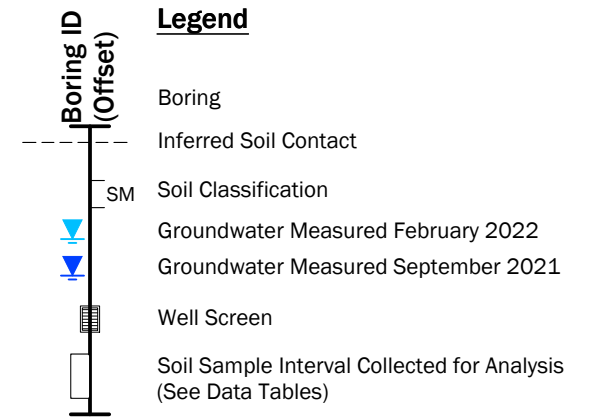 Legend
Boring ID
(Offset)
Boring
Inferred Soil Contact
SM
Soil Classification
Groundwater Measured February 2022
Groundwater Measured September 2021
Well Screen
Soil Sample Interval Collected for Analysis
(See Data Tables)